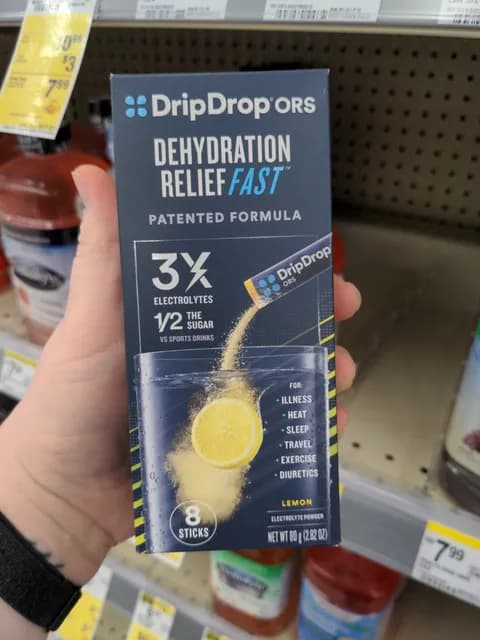 DripDrop ORS
DEHYDRATION
RELIEF FAST™
PATENTED FORMULA
3X
ELECTROLYTES
1/2 THE SUGAR
VS SPORTS DRINKS
DripDrop
ORS
FOR:
• ILLNESS
• HEAT
• SLEEP
• TRAVEL
• EXERCISE
• DIURETICS
LEMON
ELECTROLYTE POWDER
8
STICKS
NET WT 80 g (2.82 OZ)
$3
7.99
7.99